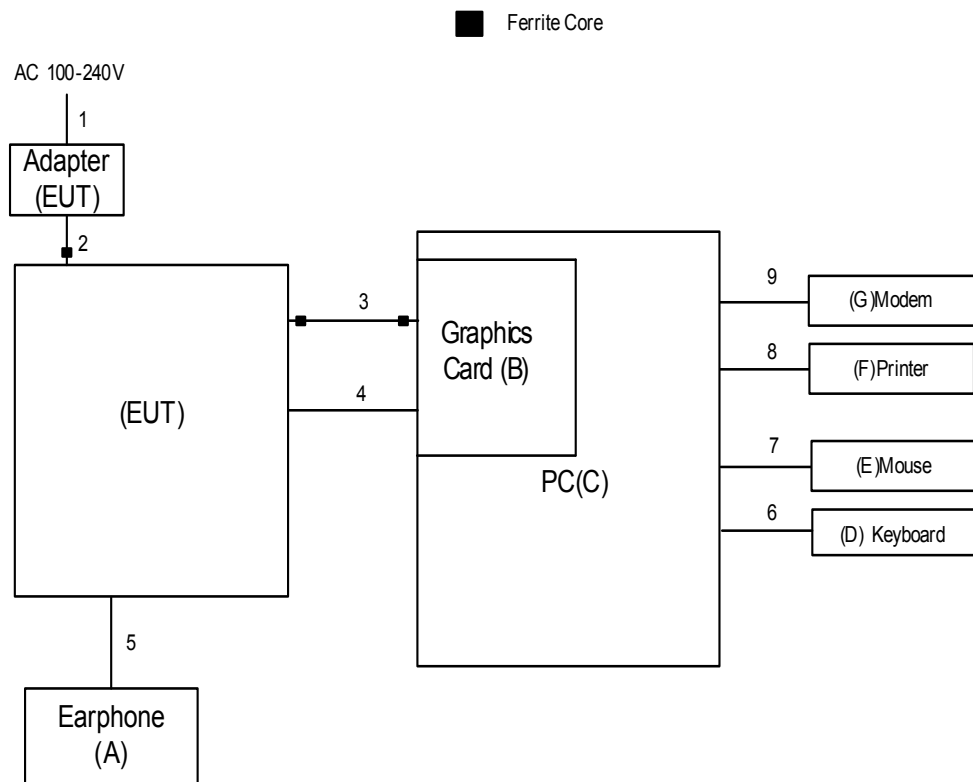 Ferrite Core
AC 100-240V
1
Adapter
(EUT)
2
(EUT)
3
4
Graphics
Card (B)
PC(C)
9
(G)Modem
8
(F)Printer
7
(E)Mouse
6
(D) Keyboard
5
Earphone
(A)